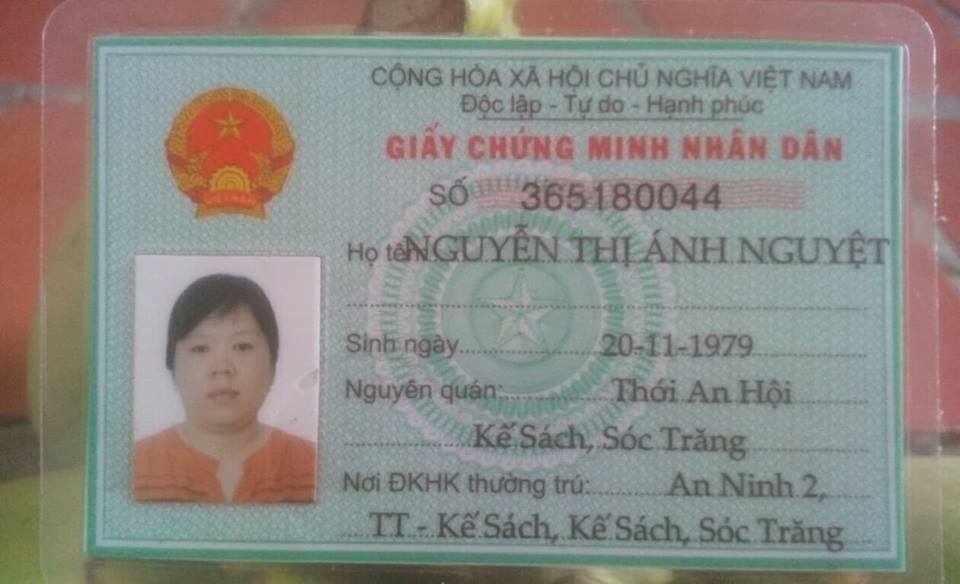 CỘNG HÒA XÃ HỘI CHỦ NGHĨA VIỆT NAM
Độc lập - Tự do - Hạnh phúc
GIẤY CHỨNG MINH NHÂN DÂN
SỐ 365180044
Họ tên NGUYỄN THỊ ÁNH NGUYỆT
Sinh ngày 20-11-1979
Nguyên quán: Thới An Hội
Kế Sách, Sóc Trăng
Nơi ĐKHK thường trú: An Ninh 2,
TT - Kế Sách, Kế Sách, Sóc Trăng
VIỆT NAM